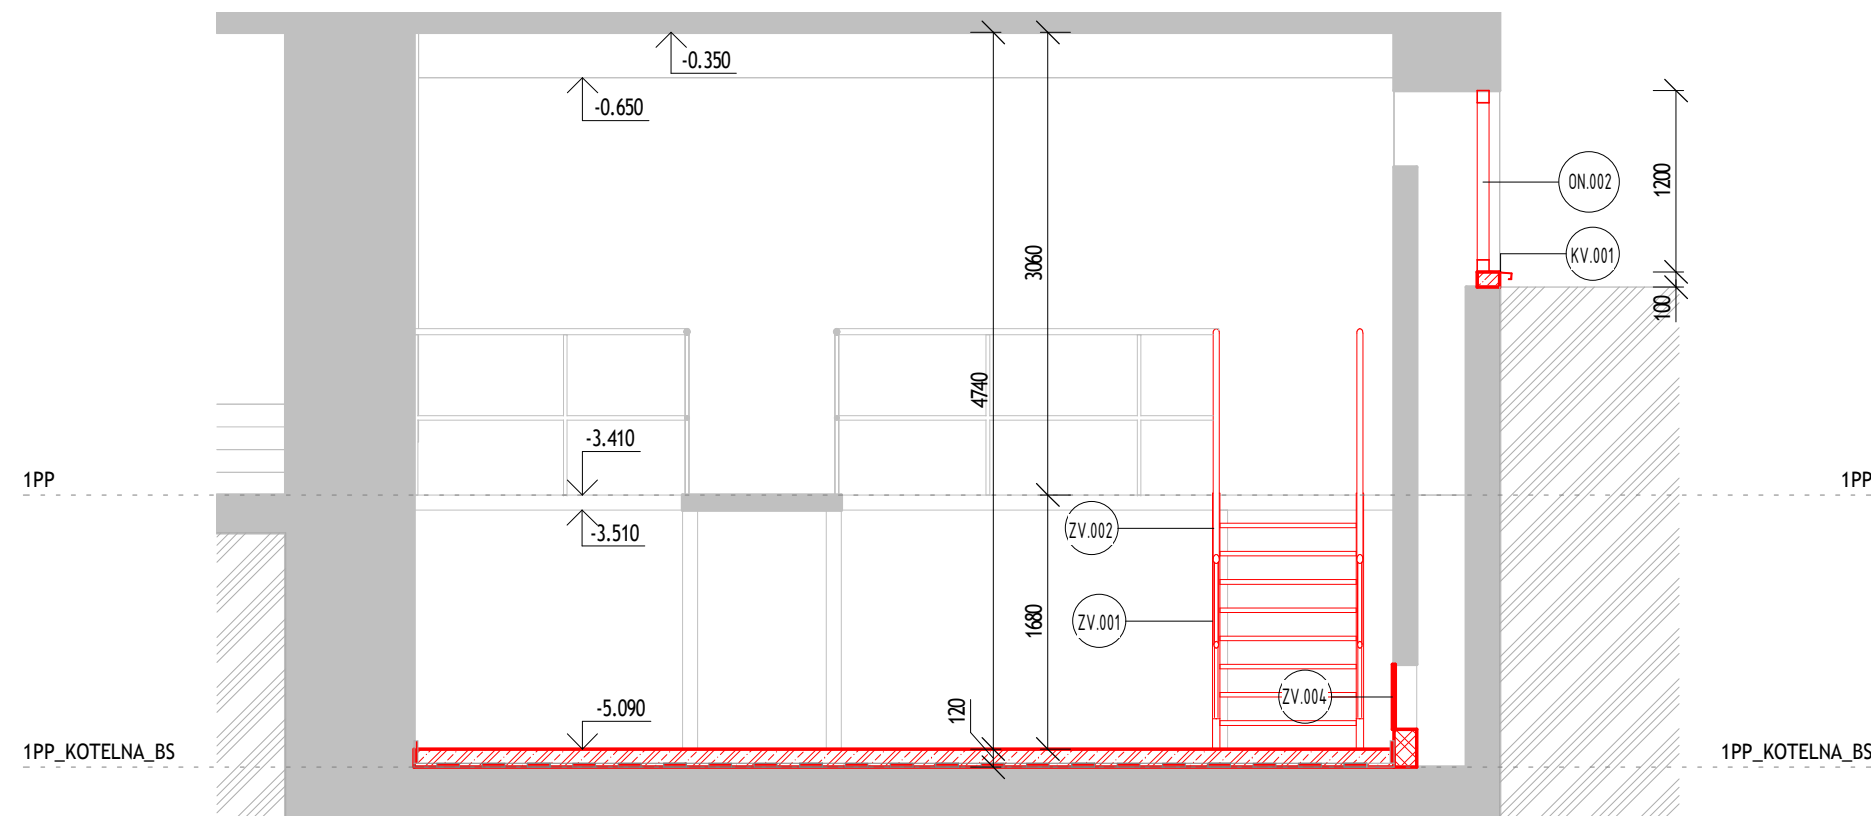 -0.350
-0.650
ON.002
1200
KV.001
3060
100
4740
-3.410
1PP
1PP
-3.510
ZV.002
ZV.001
1680
ZV.004
-5.090
120
1PP_KOTELNA_BS
1PP_KOTELNA_BS